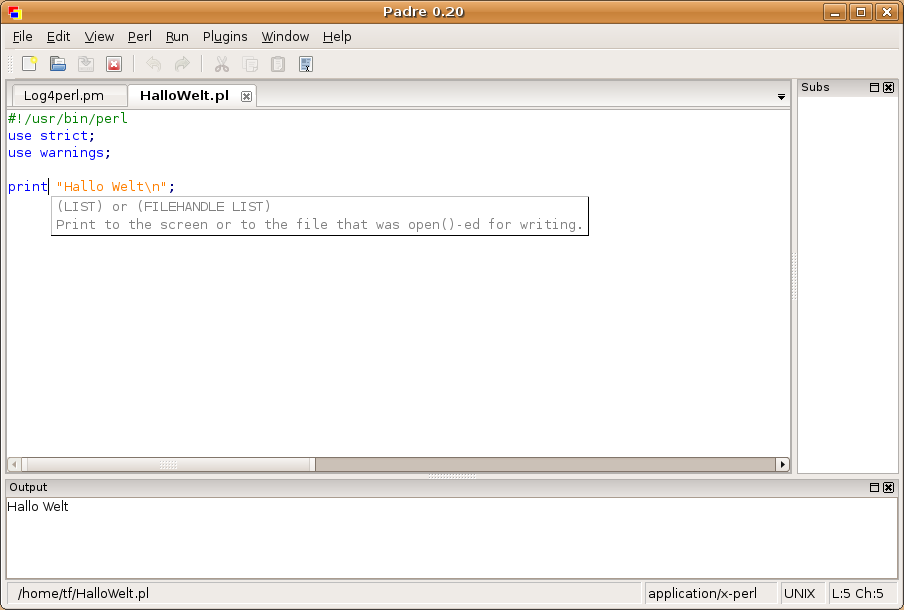 Padre 0.20
File Edit View Perl Run Plugins Window Help
Log4perl.pm HalloWelt.pl
Subs
#!/usr/bin/perl
use strict;
use warnings;
print "Hallo Welt\n";
(LIST) or (FILEHANDLE LIST)
Print to the screen or to the file that was open()-ed for writing.
Output
Hallo Welt
/home/tf/HalloWelt.pl application/x-perl UNIX L:5 Ch:5